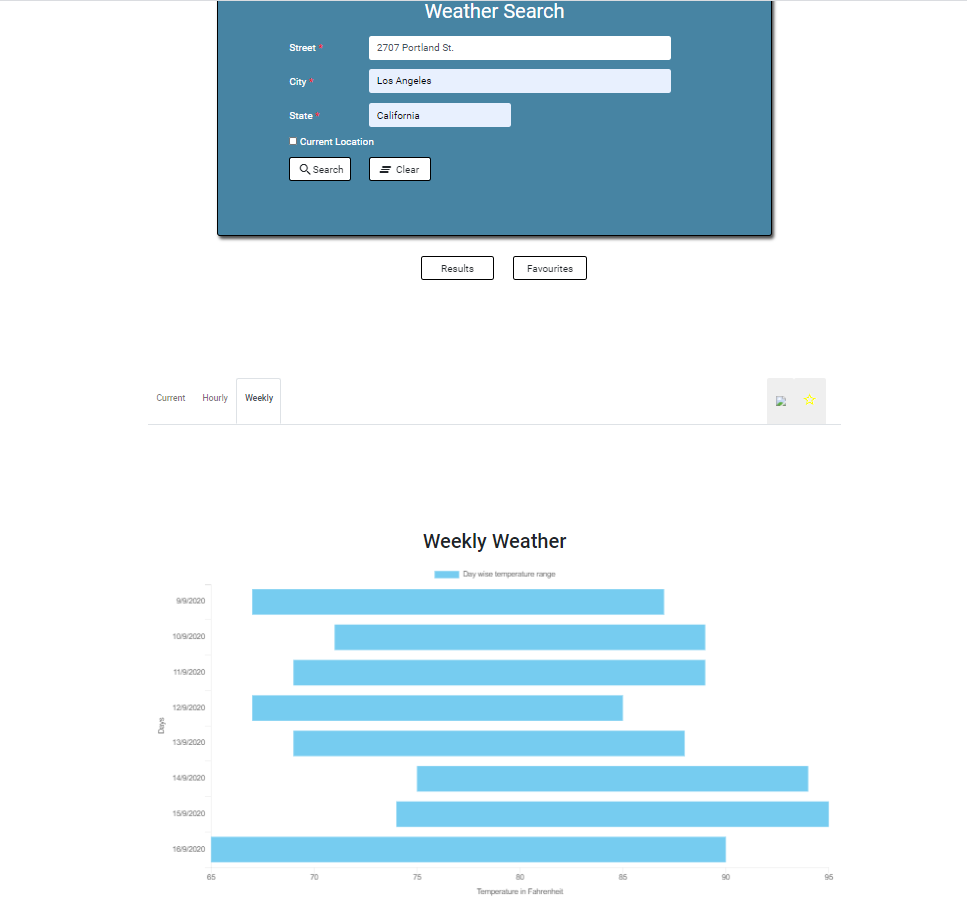 Weather Search
Street *
2707 Portland St.
City *
Los Angeles
State *
California
Current Location
Search
Clear
Results
Favourites
Current
Hourly
Weekly
Weekly Weather
Day wise temperature range
Days
9/9/2020
10/9/2020
11/9/2020
12/9/2020
13/9/2020
14/9/2020
15/9/2020
16/9/2020
65 70 75 80 85 90 95
Temperature in Fahrenheit